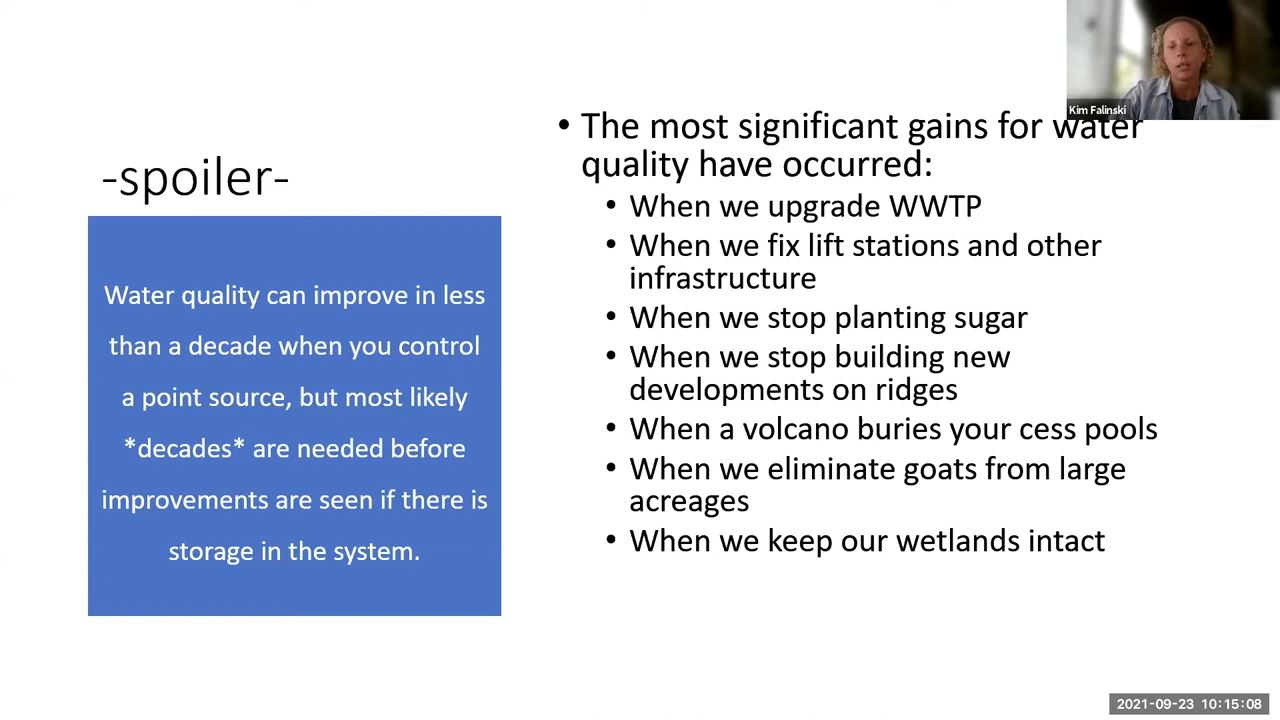 Kim Falinski
-spoiler-
Water quality can improve in less
than a decade when you control
a point source, but most likely
*decades* are needed before
improvements are seen if there is
storage in the system.
• The most significant gains for water
quality have occurred:
• When we upgrade WWTP
• When we fix lift stations and other
infrastructure
• When we stop planting sugar
• When we stop building new
developments on ridges
• When a volcano buries your cess pools
• When we eliminate goats from large
acreages
• When we keep our wetlands intact
2021-09-23 10:15:08